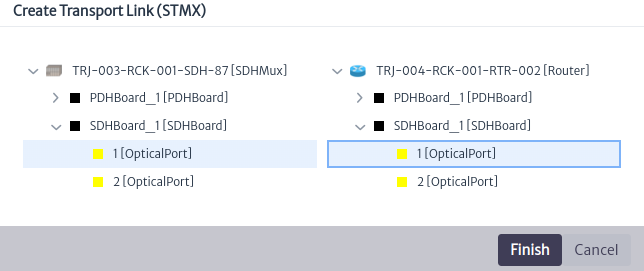 Create Transport Link (STMX)
TRJ-003-RCK-001-SDH-87 [SDHMux]
PDHBoard_1 [PDHBoard]
SDHBoard_1 [SDHBoard]
1 [OpticalPort]
2 [OpticalPort]
TRJ-004-RCK-001-RTR-002 [Router]
PDHBoard_1 [PDHBoard]
SDHBoard_1 [SDHBoard]
1 [OpticalPort]
2 [OpticalPort]
Finish
Cancel